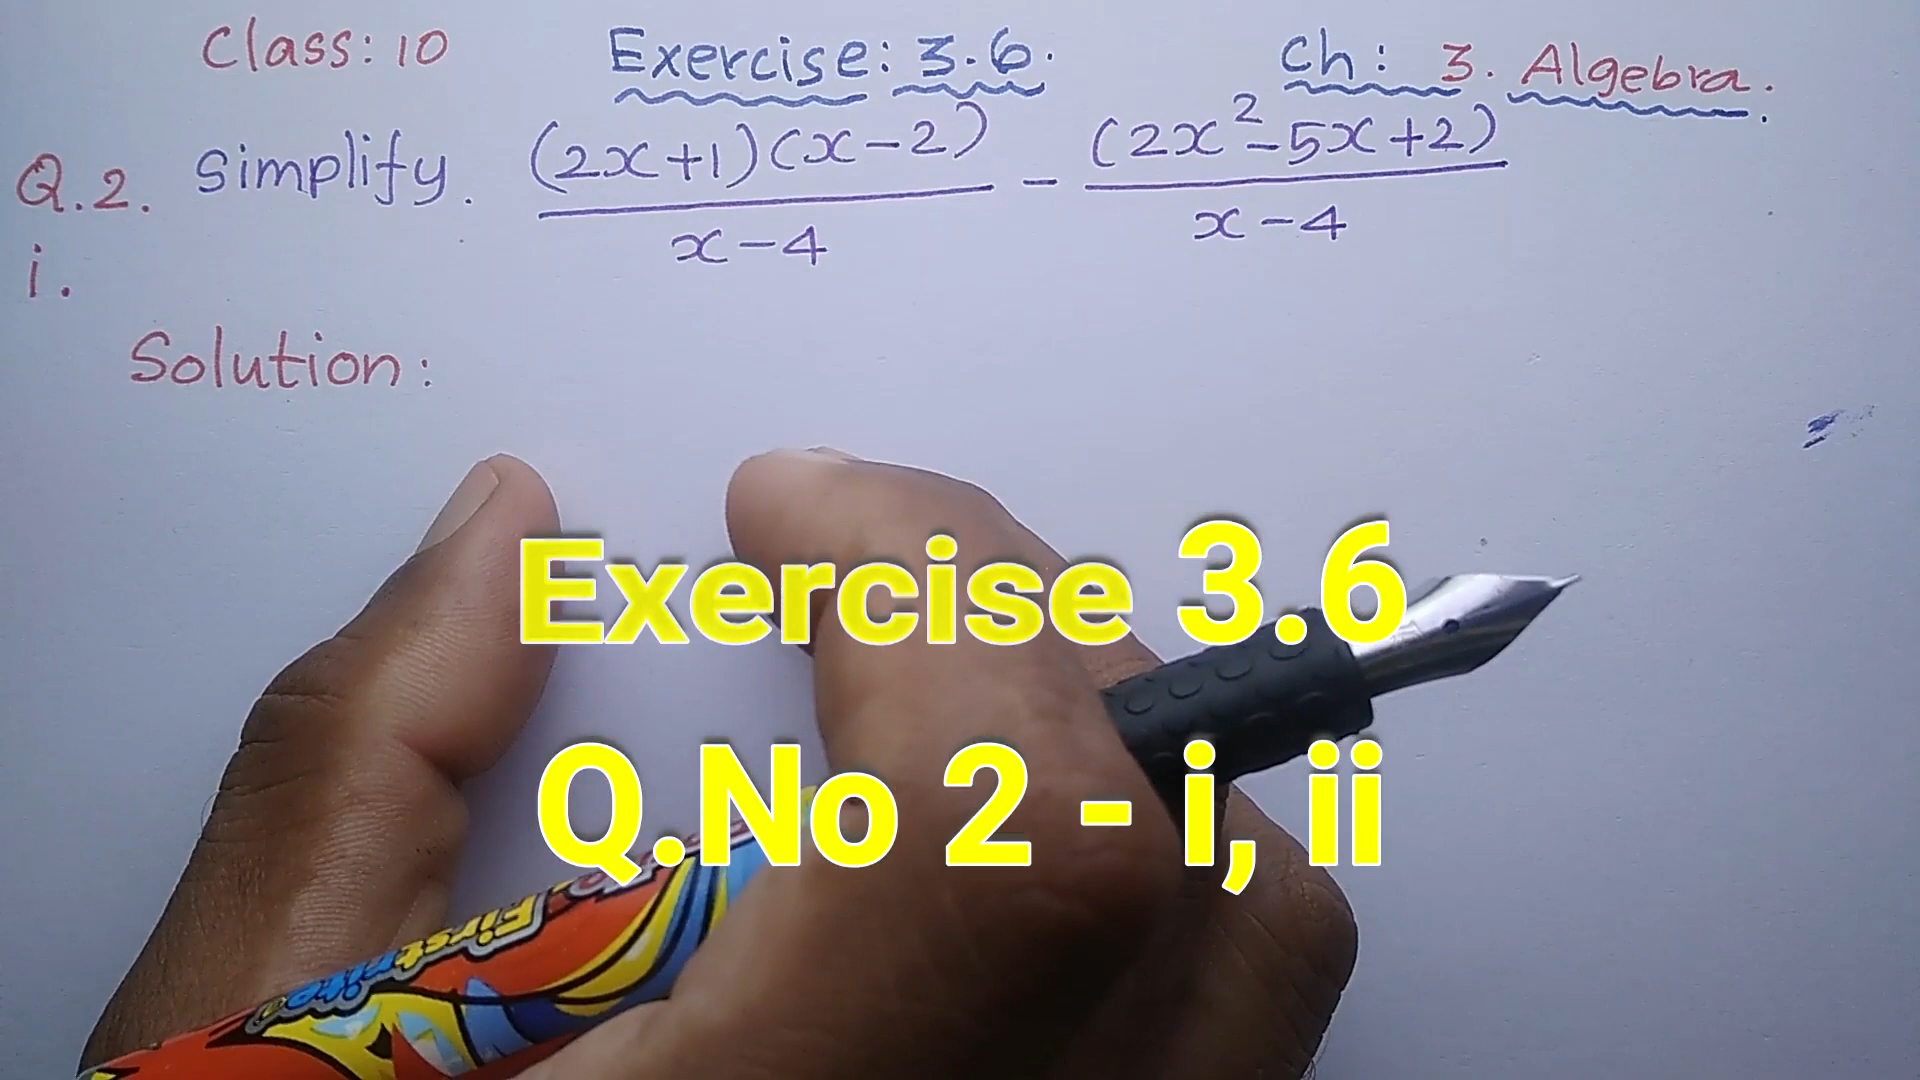 Class: 10 Exercise: 3.6. Ch: 3. Algebra.
Q.2. Simplify. (2x+1)(x-2) / x-4 - (2x²-5x+2) / x-4
i.
Solution:
Exercise 3.6
Q.No 2 - i, ii
Firstrite